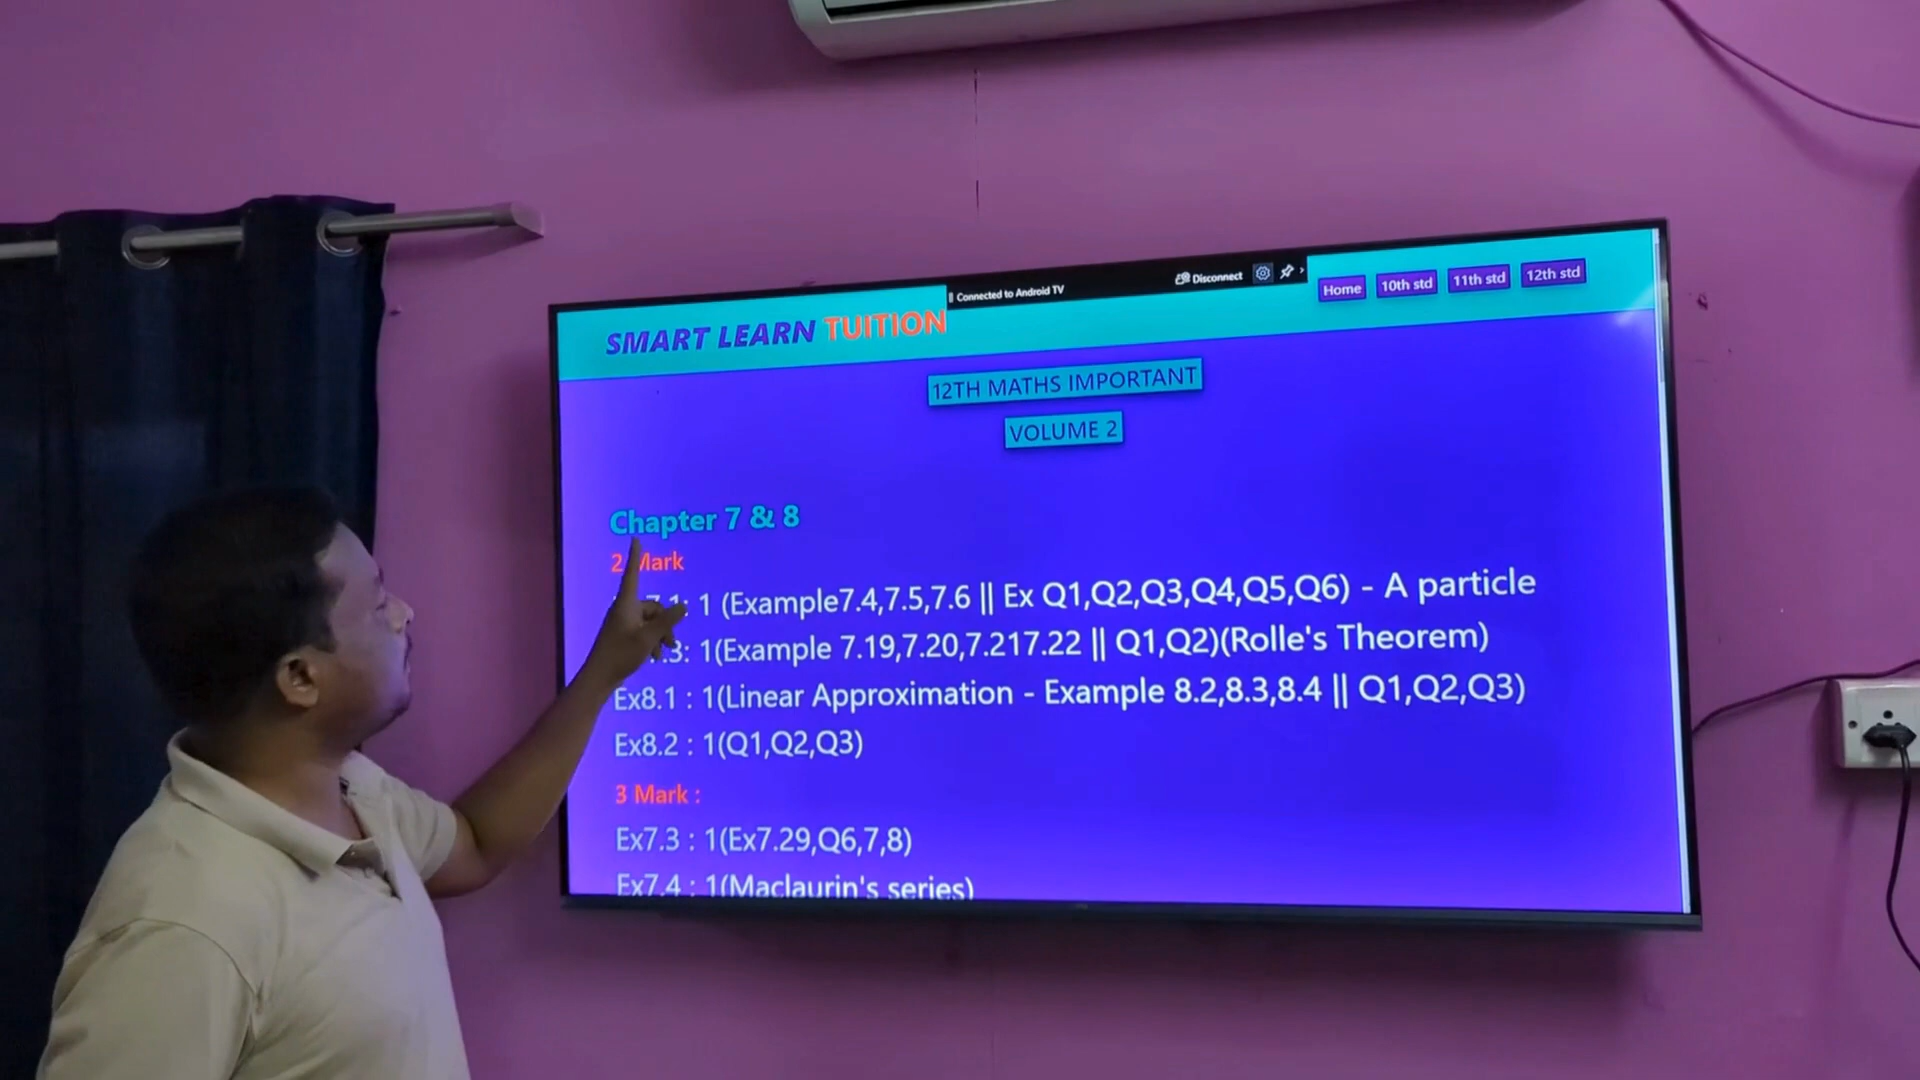 Connected to Android TV
Disconnect
Home
10th std
11th std
12th std
SMART LEARN TUITION
12TH MATHS IMPORTANT
VOLUME 2
Chapter 7 & 8
2 Mark
7.1: 1 (Example7.4,7.5,7.6 || Ex Q1,Q2,Q3,Q4,Q5,Q6) - A particle
.3: 1(Example 7.19,7.20,7.217.22 || Q1,Q2)(Rolle's Theorem)
Ex8.1 : 1(Linear Approximation - Example 8.2,8.3,8.4 || Q1,Q2,Q3)
Ex8.2 : 1(Q1,Q2,Q3)
3 Mark :
Ex7.3 : 1(Ex7.29,Q6,7,8)
Ex7.4 : 1(Maclaurin's series)